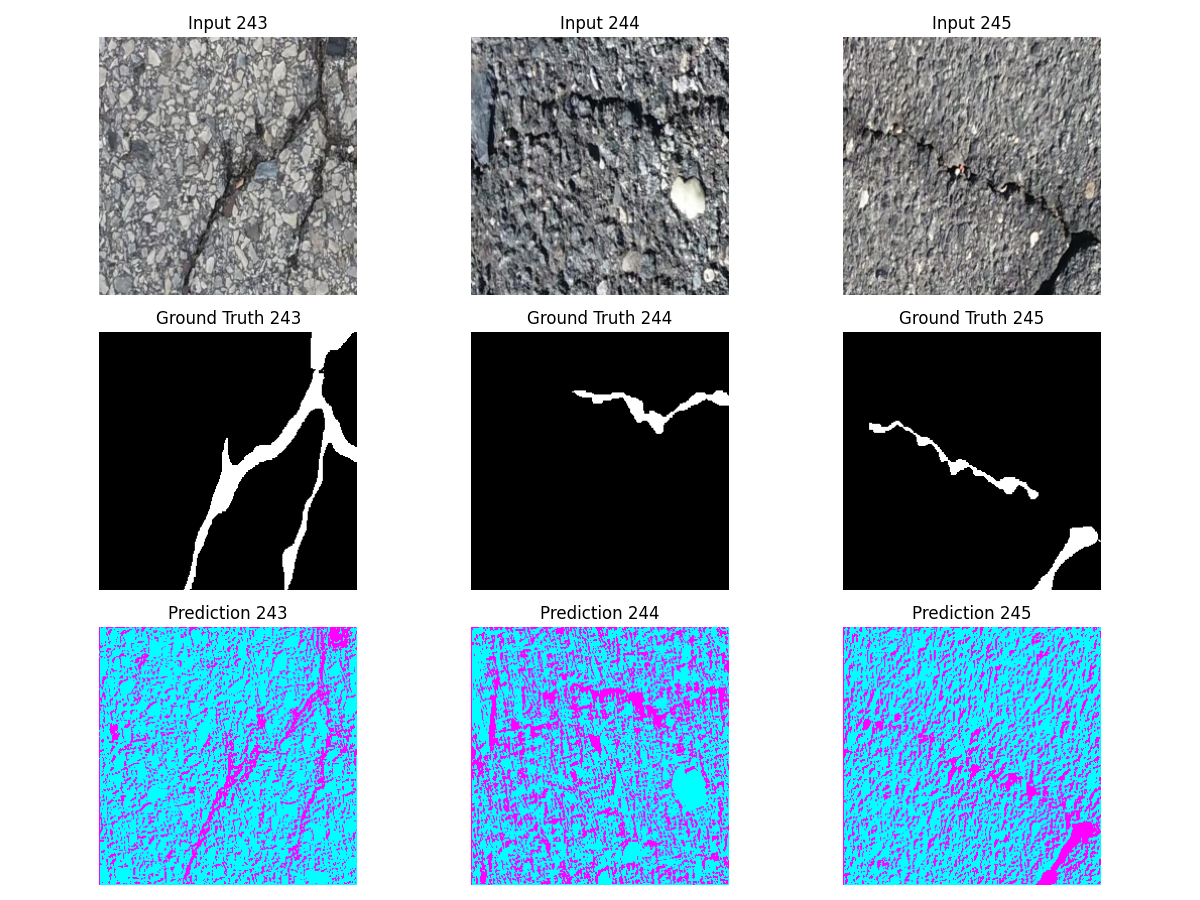 Input 243
Input 244
Input 245
Ground Truth 243
Ground Truth 244
Ground Truth 245
Prediction 243
Prediction 244
Prediction 245